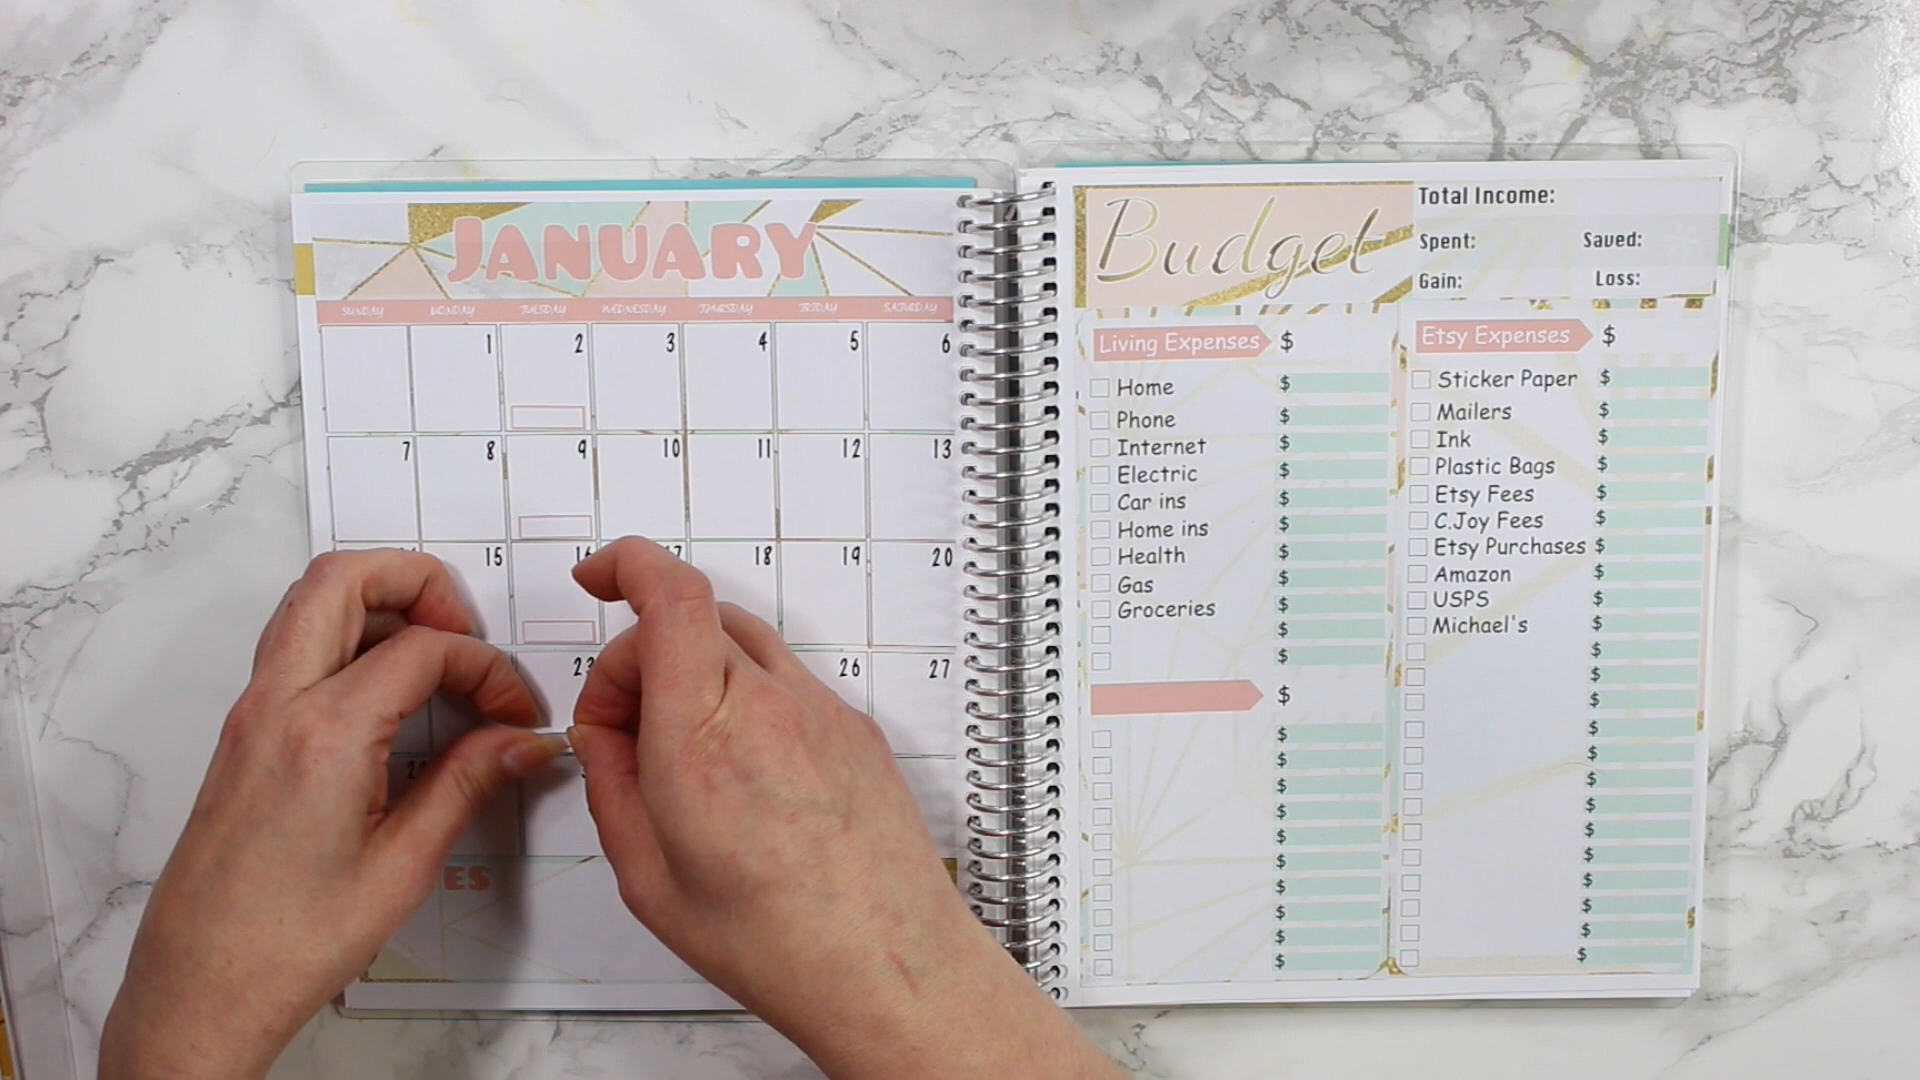 JANUARY
SUNDAY MONDAY TUESDAY WEDNESDAY THURSDAY FRIDAY SATURDAY
1 2 3 4 5 6
7 8 9 10 11 12 13
15 16 17 18 19 20
23 26 27
Budget
Total Income:
Spent: Saved:
Gain: Loss:
Living Expenses $
Home $
Phone $
Internet $
Electric $
Car ins $
Home ins $
Health $
Gas $
Groceries $
$
$
$
$
$
$
$
$
$
$
$
$
$
Etsy Expenses $
Sticker Paper $
Mailers $
Ink $
Plastic Bags $
Etsy Fees $
C.Joy Fees $
Etsy Purchases $
Amazon $
USPS $
Michael's $
$
$
$
$
$
$
$
$
$
$
$
$
$